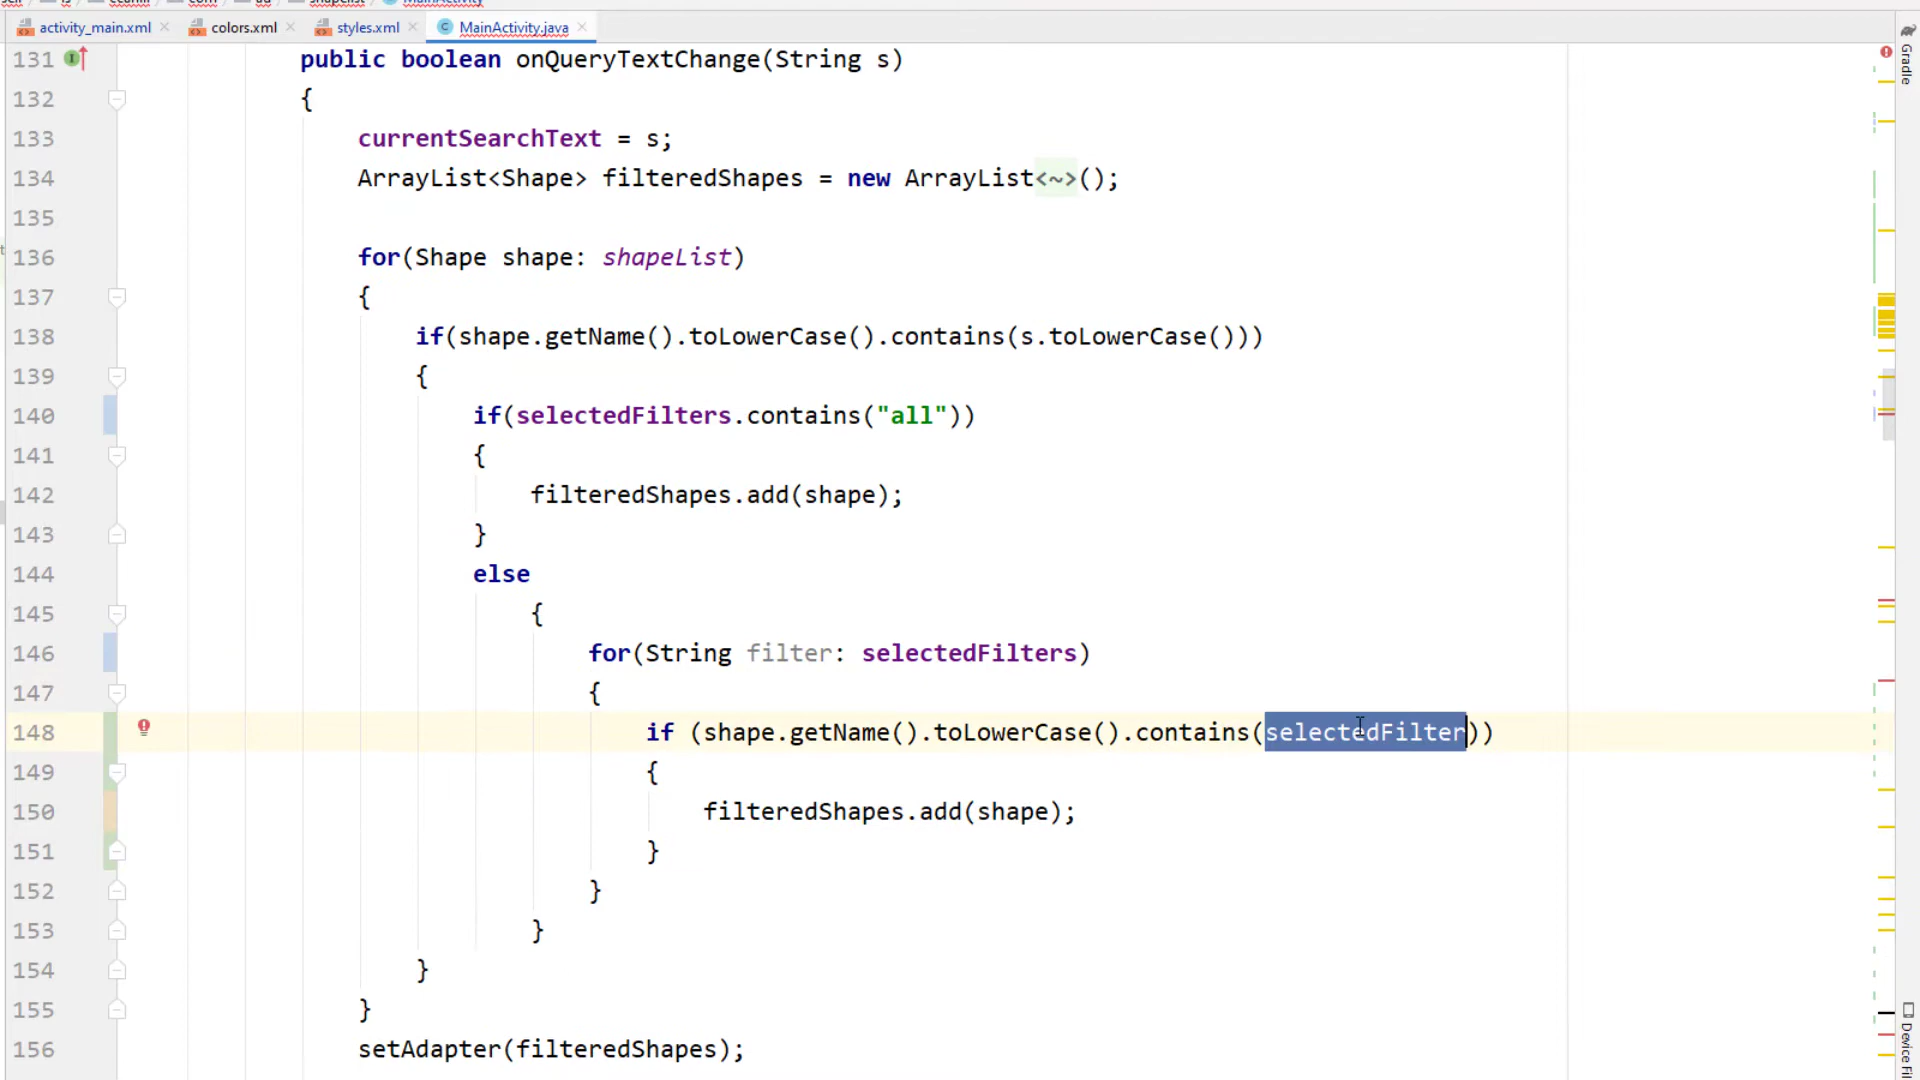 activity_main.xml colors.xml styles.xml MainActivity.java
131 public boolean onQueryTextChange(String s)
132 {
133 currentSearchText = s;
134 ArrayList<Shape> filteredShapes = new ArrayList<~>();
135
136 for(Shape shape: shapeList)
137 {
138 if(shape.getName().toLowerCase().contains(s.toLowerCase()))
139 {
140 if(selectedFilters.contains("all"))
141 {
142 filteredShapes.add(shape);
143 }
144 else
145 {
146 for(String filter: selectedFilters)
147 {
148 if (shape.getName().toLowerCase().contains(selectedFilter))
149 {
150 filteredShapes.add(shape);
151 }
152 }
153 }
154 }
155 }
156 setAdapter(filteredShapes);
Gradle